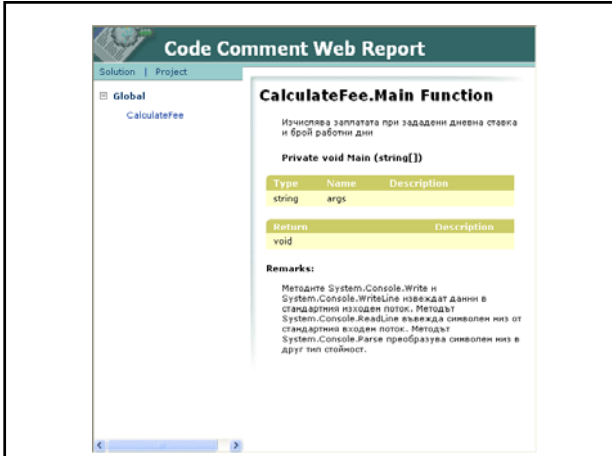 Code Comment Web Report
Solution | Project
Global
CalculateFee
CalculateFee.Main Function
Изчислява заплатата при зададени дневна ставка
и брой работни дни
Private void Main (string[])
Type Name Description
string args
Return Description
void
Remarks:
Методите System.Console.Write и
System.Console.WriteLine извеждат данни в
стандартния изходен поток. Методът
System.Console.ReadLine въвежда символен низ от
стандартния входен поток. Методът
System.Console.Parse преобразува символен низ в
друг тип стойност.